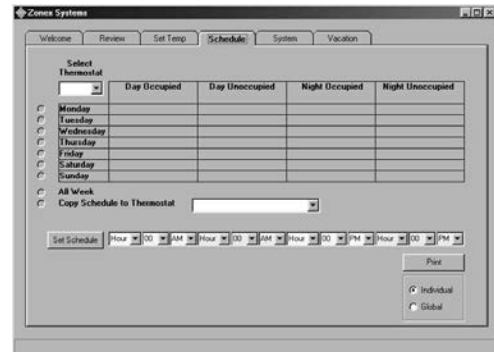 Zonex Systems
Welcome Review Set Temp Schedule System Vacation
Select
Thermostat
Day Occupied Day Unoccupied Night Occupied Night Unoccupied
Monday
Tuesday
Wednesday
Thursday
Friday
Saturday
Sunday
All Week
Copy Schedule to Thermostat
Set Schedule Hour 00 AM Hour 00 AM Hour 00 PM Hour 00 PM
Print
Individual
Global